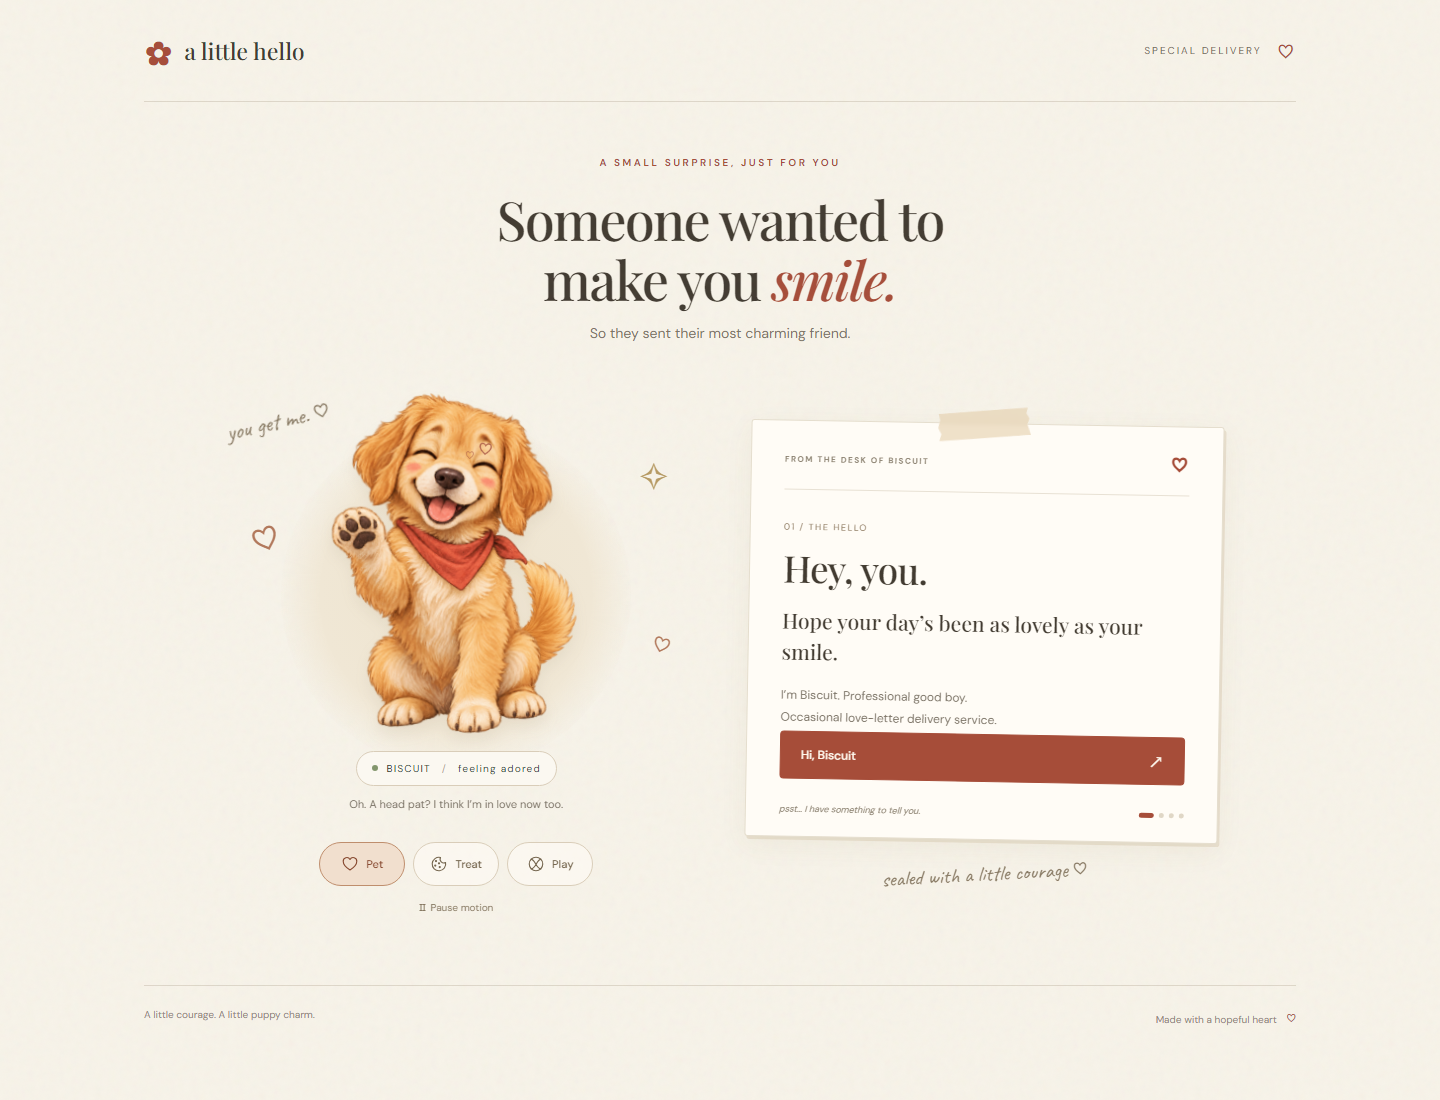 a little hello
SPECIAL DELIVERY
A SMALL SURPRISE, JUST FOR YOU
Someone wanted to
make you smile.
So they sent their most charming friend.
you get me.
BISCUIT / feeling adored
Oh. A head pat? I think I'm in love now too.
Pet
Treat
Play
Pause motion
FROM THE DESK OF BISCUIT
01 / THE HELLO
Hey, you.
Hope your day's been as lovely as your
smile.
I'm Biscuit. Professional good boy.
Occasional love-letter delivery service.
Hi, Biscuit
psst... I have something to tell you.
sealed with a little courage
A little courage. A little puppy charm.
Made with a hopeful heart